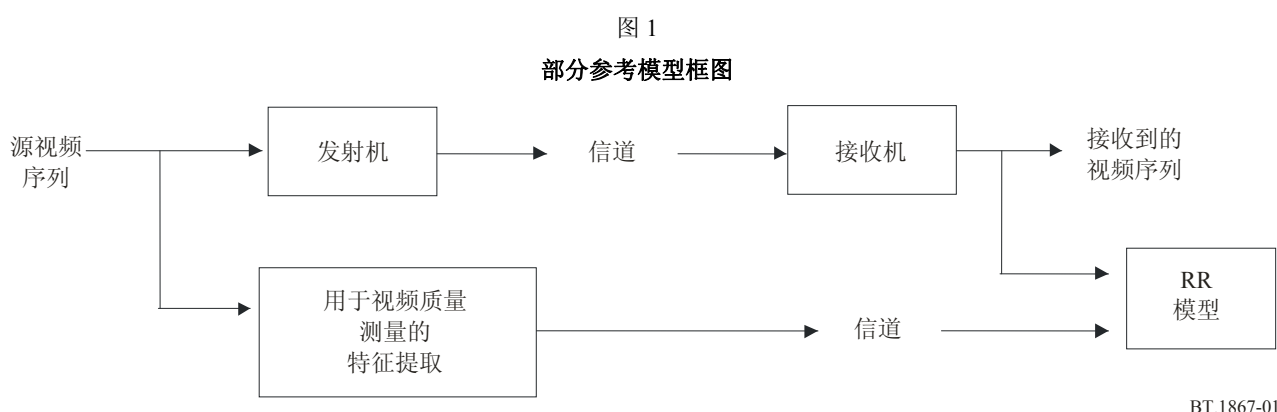 图 1
部分参考模型框图
源视频
序列
发射机
信道
接收机
接收到的
视频序列
用于视频质量
测量的
特征提取
信道
RR
模型
BT.1867-01